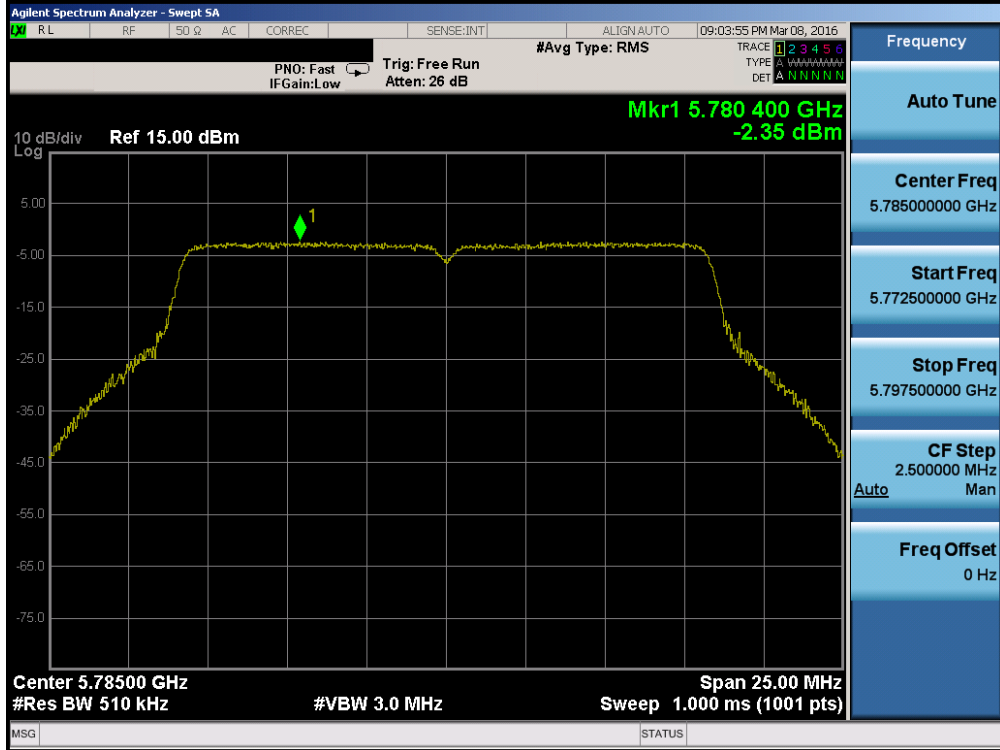 Agilent Spectrum Analyzer - Swept SA
LXI RL RF 50 Ω AC CORREC SENSE:INT ALIGN AUTO 09:03:55 PM Mar 08, 2016
PNO: Fast
IFGain:Low
Trig: Free Run
Atten: 26 dB
#Avg Type: RMS
TRACE 1 2 3 4 5 6
TYPE A
DET A N N N N N
Mkr1 5.780 400 GHz
-2.35 dBm
10 dB/div Ref 15.00 dBm
Log
1
5.00
-5.00
-15.0
-25.0
-35.0
-45.0
-55.0
-65.0
-75.0
Center 5.78500 GHz Span 25.00 MHz
#Res BW 510 kHz #VBW 3.0 MHz Sweep 1.000 ms (1001 pts)
MSG STATUS
Frequency
Auto Tune
Center Freq
5.785000000 GHz
Start Freq
5.772500000 GHz
Stop Freq
5.797500000 GHz
CF Step
2.500000 MHz
Auto Man
Freq Offset
0 Hz